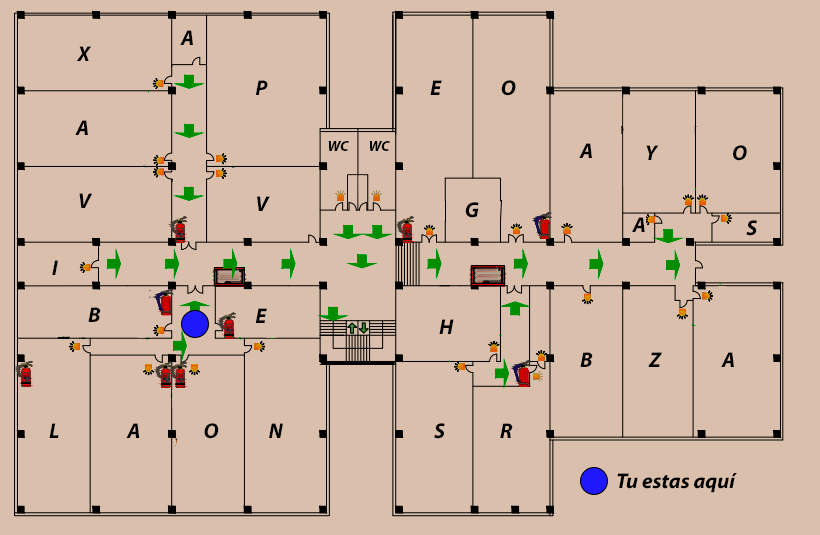 X A P E O
A WC WC A Y O
V V G A S
I
B E H
B Z A
L A O N S R
Tu estas aquí